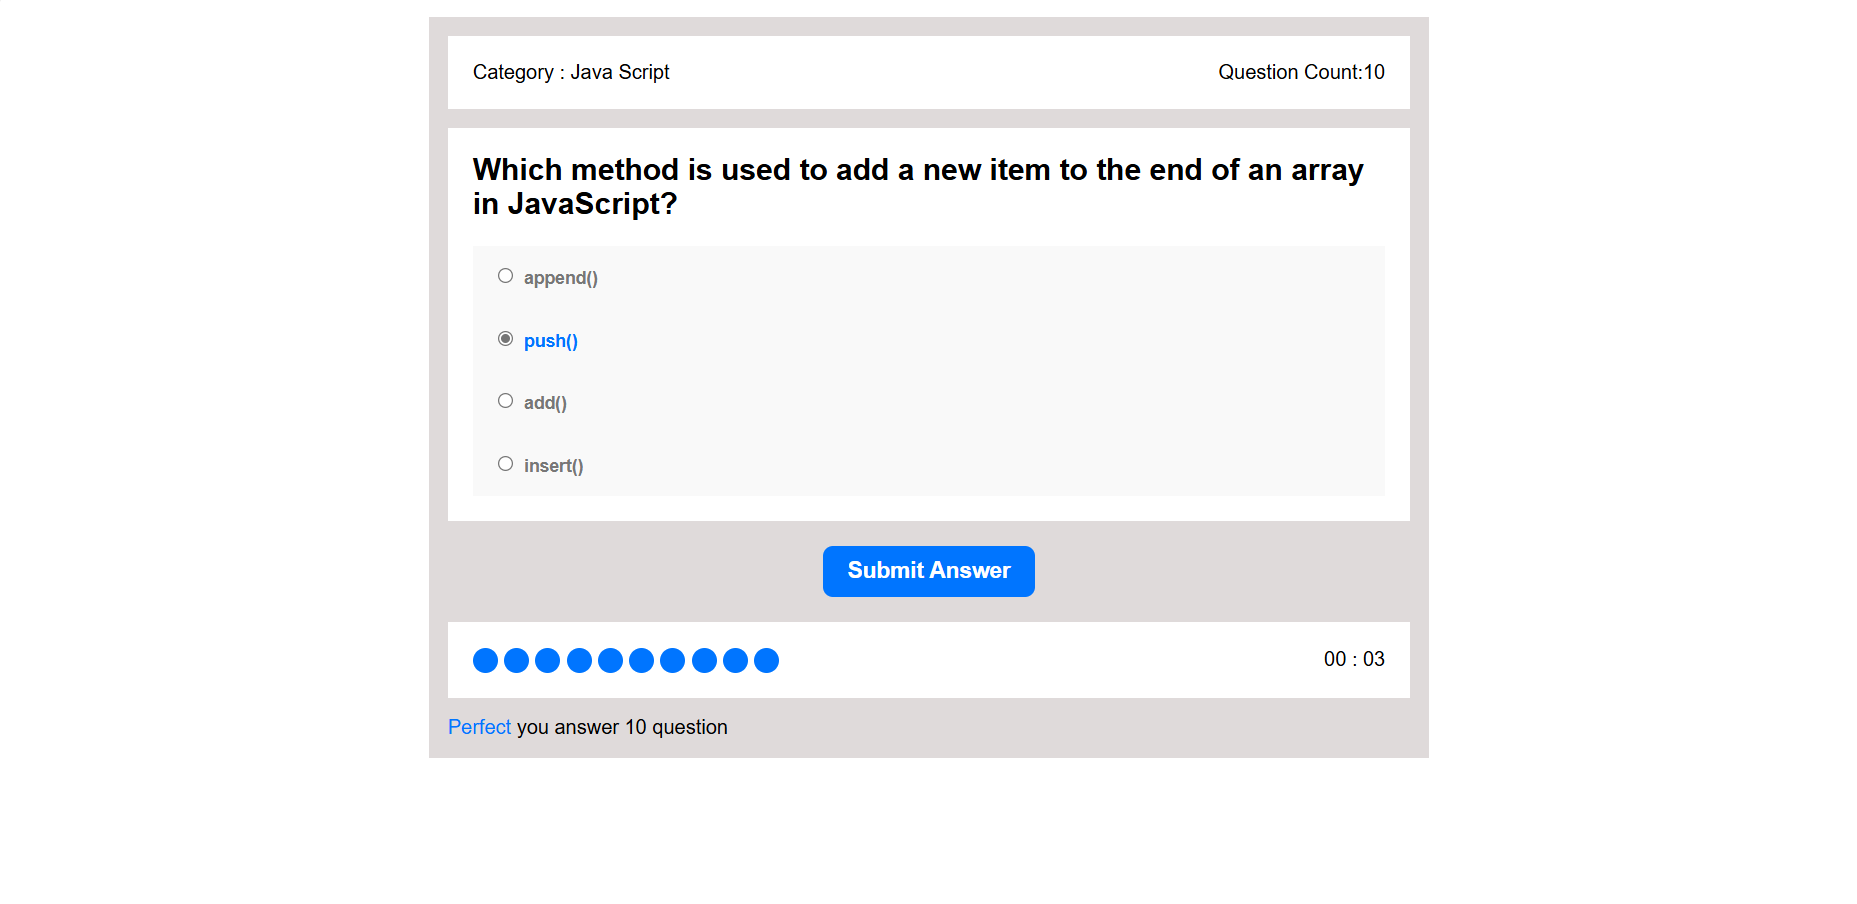 Category : Java Script
Question Count:10
Which method is used to add a new item to the end of an array
in JavaScript?
append()
push()
add()
insert()
Submit Answer
00 : 03
Perfect you answer 10 question